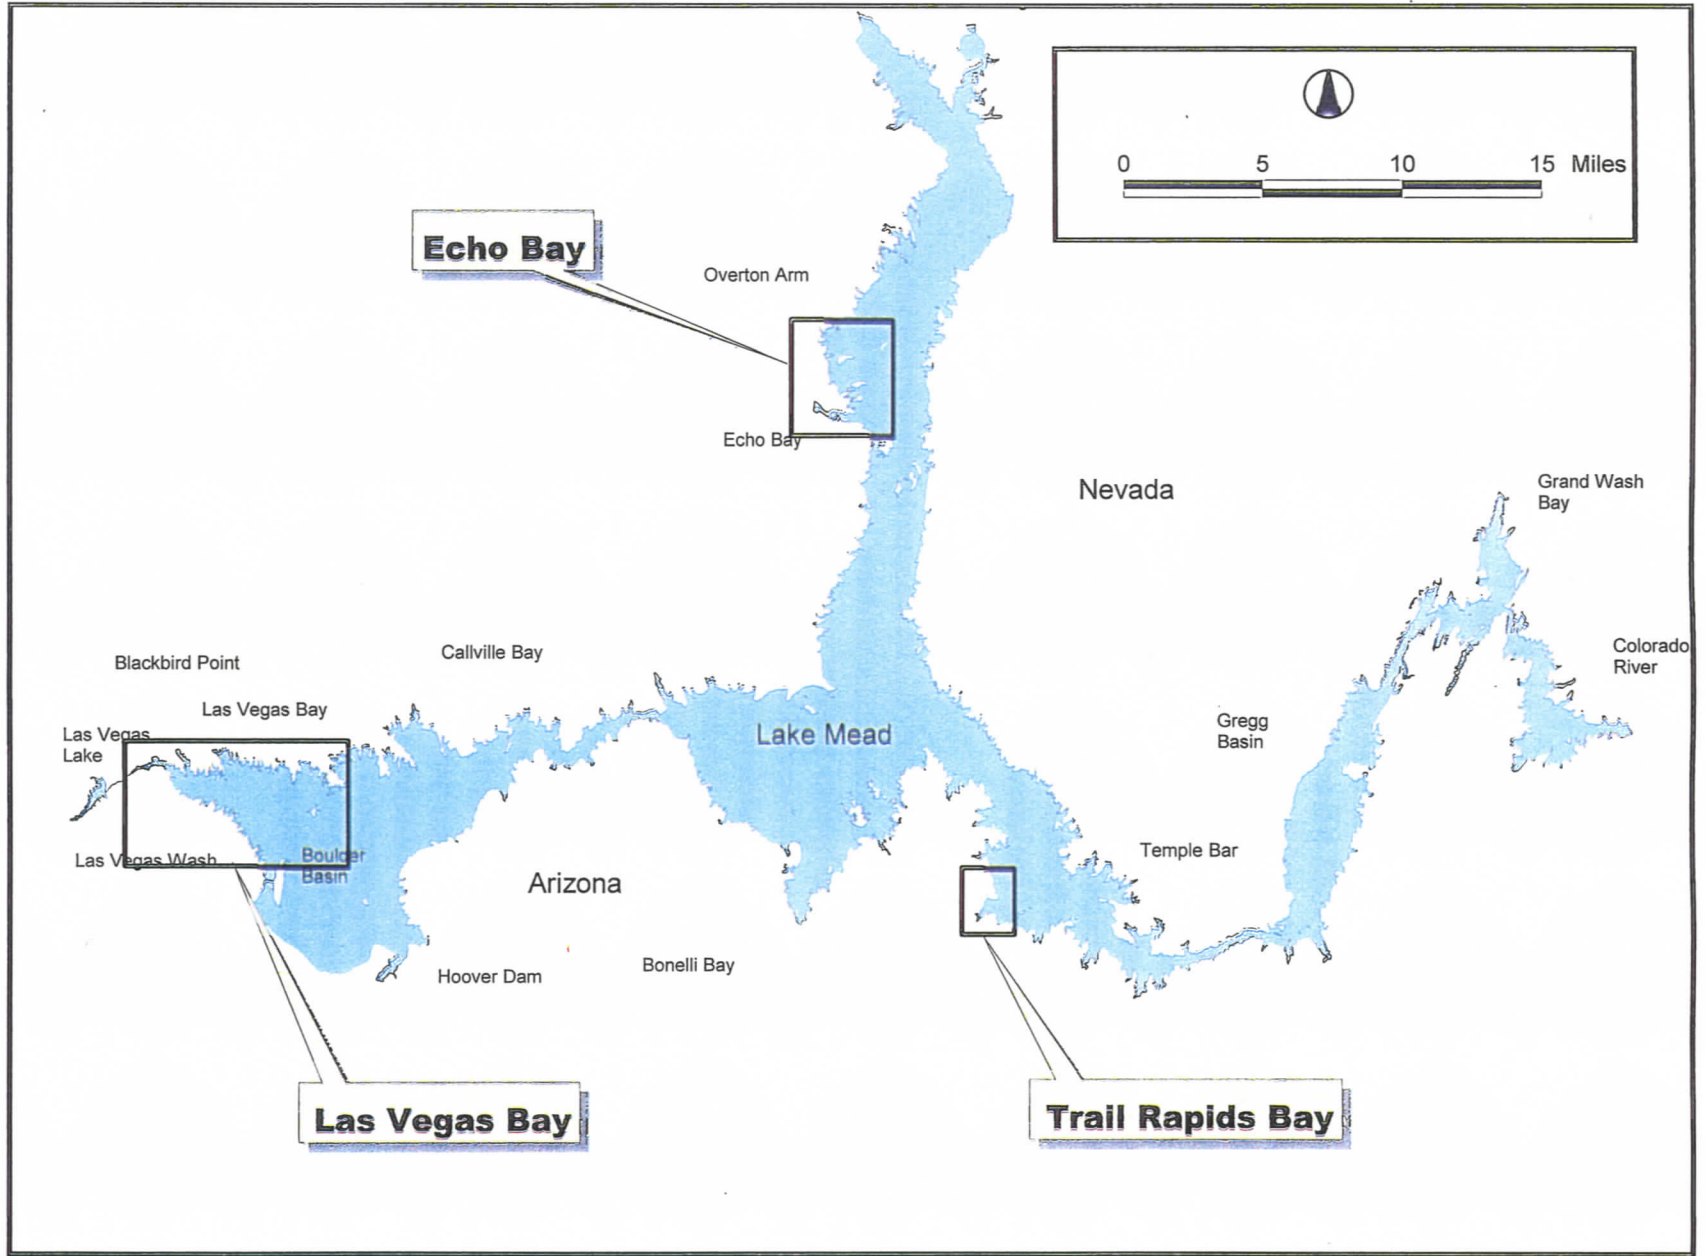 0 5 10 15 Miles
Echo Bay
Overton Arm
Echo Bay
Nevada
Grand Wash
Bay
Colorado
River
Callville Bay
Blackbird Point
Las Vegas Bay
Las Vegas
Lake
Lake Mead
Gregg
Basin
Temple Bar
Las Vegas Wash
Boulder
Basin
Arizona
Hoover Dam
Bonelli Bay
Las Vegas Bay
Trail Rapids Bay